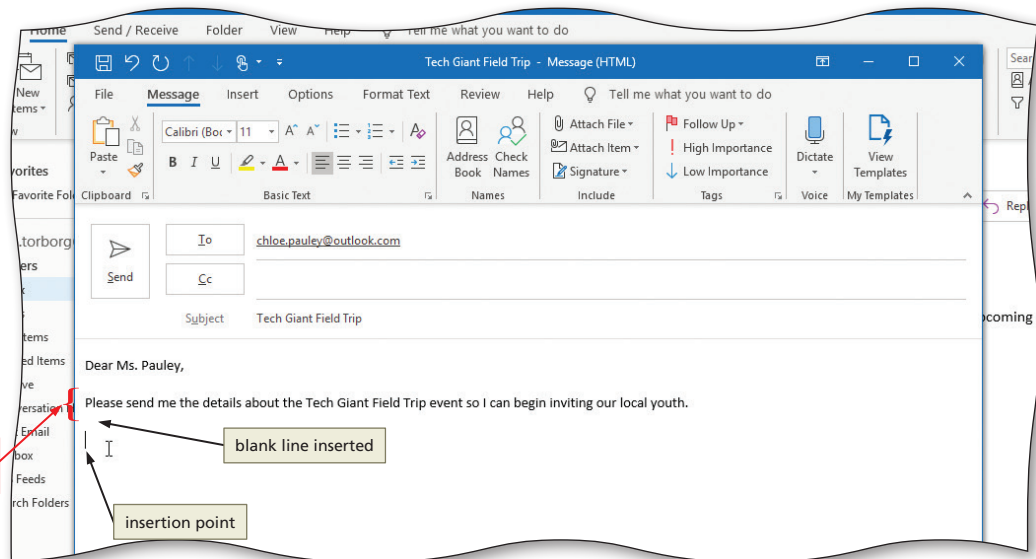 Home Send / Receive Folder View Help Tell me what you want to do
Tech Giant Field Trip - Message (HTML)
File Message Insert Options Format Text Review Help Tell me what you want to do
New
Items
Paste
Clipboard
Calibri (Boc 11 A^ A˅
B I U A
Basic Text
Address Book
Check Names
Names
Attach File
Attach Item
Signature
Include
Follow Up
High Importance
Low Importance
Tags
Dictate
Voice
View Templates
My Templates
Sear
Repl
vorites
Favorite Fol
.torborg
ers
tems
ed Items
ve
versation
Email
box
Feeds
rch Folders
Send
To chloe.pauley@outlook.com
Cc
Subject Tech Giant Field Trip
pcoming
Dear Ms. Pauley,
Please send me the details about the Tech Giant Field Trip event so I can begin inviting our local youth.
blank line inserted
insertion point